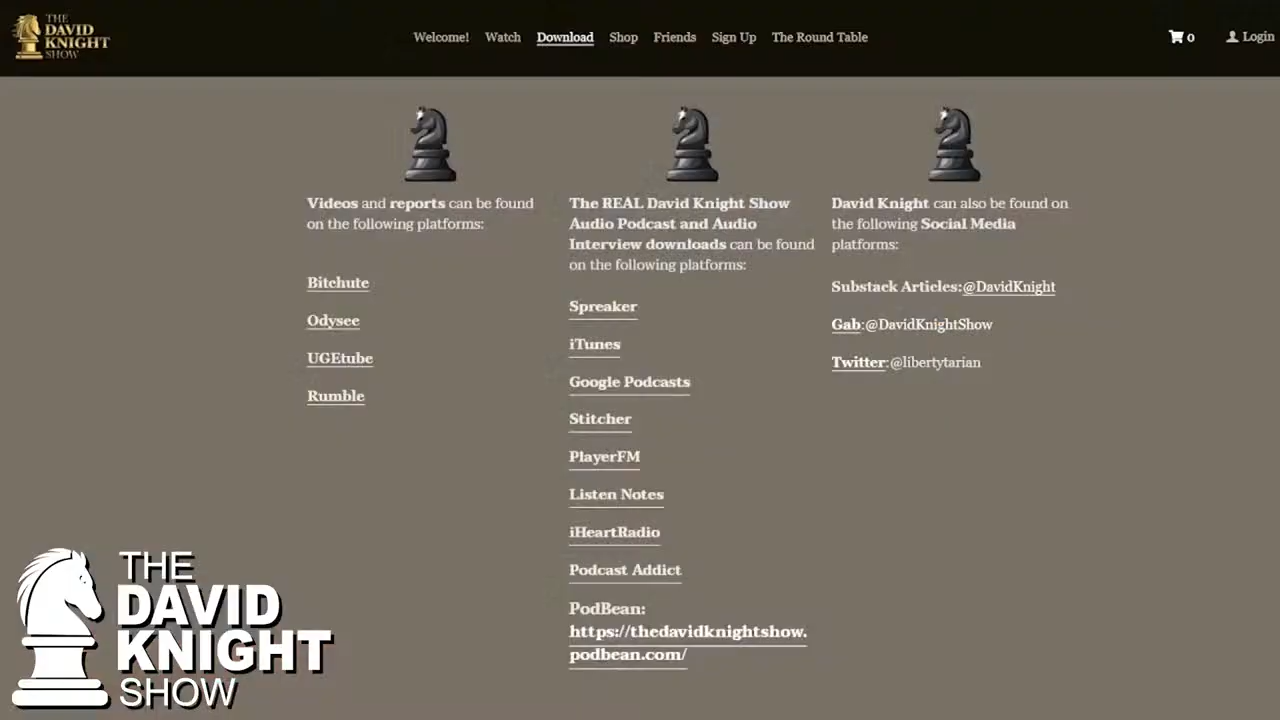 THE
DAVID
KNIGHT
SHOW
Welcome! Watch Download Shop Friends Sign Up The Round Table
0 Login
Videos and reports can be found
on the following platforms:
Bitchute
Odysee
UGEtube
Rumble
The REAL David Knight Show
Audio Podcast and Audio
Interview downloads can be found
on the following platforms:
Spreaker
iTunes
Google Podcasts
Stitcher
PlayerFM
Listen Notes
iHeartRadio
Podcast Addict
PodBean:
https://thedavidknightshow.
podbean.com/
David Knight can also be found on
the following Social Media
platforms:
Substack Articles:@DavidKnight
Gab:@DavidKnightShow
Twitter:@libertytarian
THE
DAVID
KNIGHT
SHOW